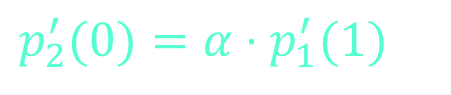 p₂′(0) = α · p₁′(1)